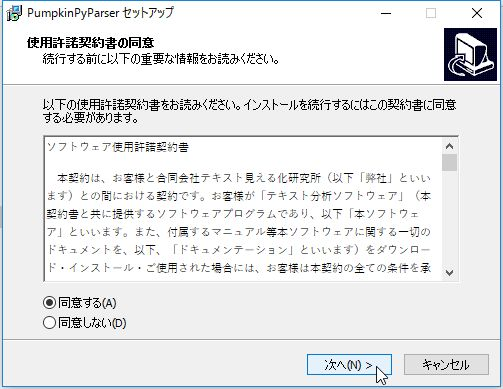 PumpkinPyParser セットアップ
使用許諾契約書の同意
続行する前に以下の重要な情報をお読みください。
以下の使用許諾契約書をお読みください。インストールを続行するにはこの契約書に同意
する必要があります。
ソフトウェア使用許諾契約書
本契約は、お客様と合同会社テキスト見える化研究所（以下「弊社」といい
ます）との間における契約です。お客様が「テキスト分析ソフトウェア」（本
契約書と共に提供するソフトウェアプログラムであり、以下「本ソフトウェ
ア」といいます。また、付属するマニュアル等本ソフトウェアに関する一切の
ドキュメントを、以下、「ドキュメンテーション」といいます）をダウンロー
ド・インストール・ご使用された場合には、お客様は本契約の全ての条件を承
同意する(A)
同意しない(D)
次へ(N) >
キャンセル